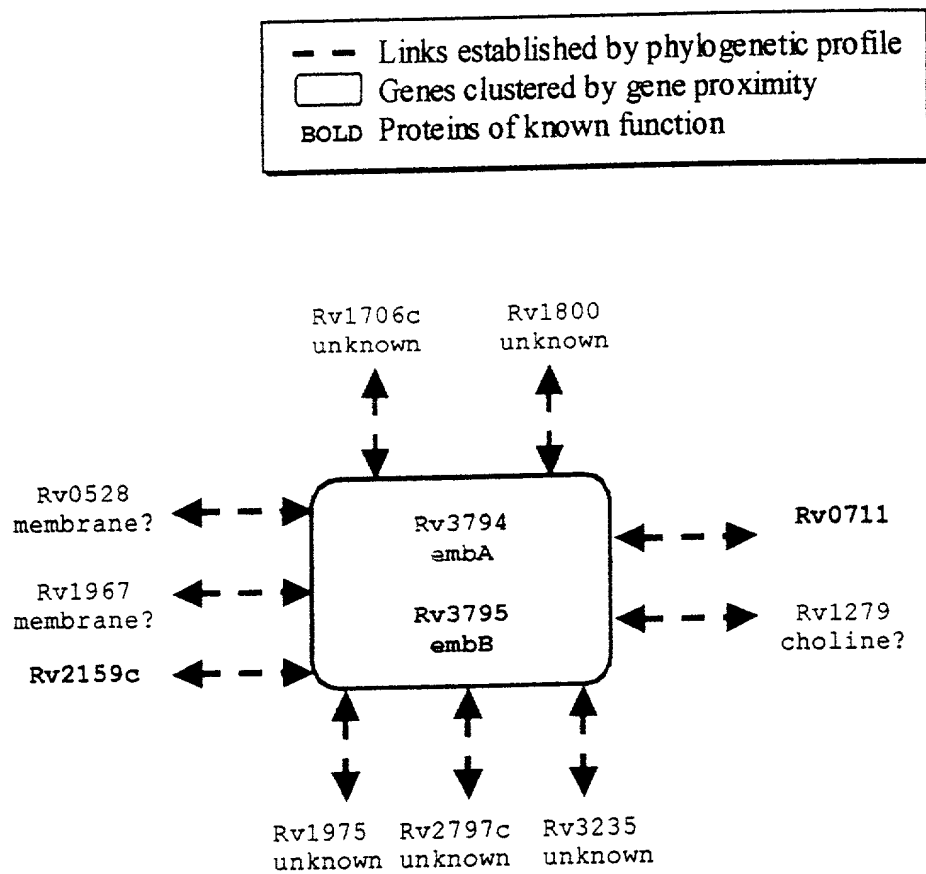 Links established by phylogenetic profile
Genes clustered by gene proximity
BOLD Proteins of known function
Rv1706c
unknown
Rv1800
unknown
Rv0528
membrane?
Rv1967
membrane?
Rv2159c
Rv3794
embA
Rv3795
embB
Rv0711
Rv1279
choline?
Rv1975
unknown
Rv2797c
unknown
Rv3235
unknown